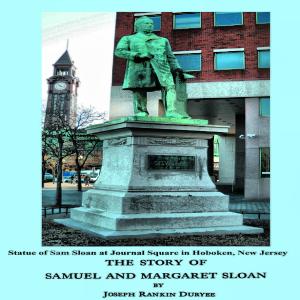 Statue of Sam Sloan at Journal Square in Hoboken, New Jersey
THE STORY OF
SAMUEL AND MARGARET SLOAN
BY
JOSEPH RANKIN DURYEE